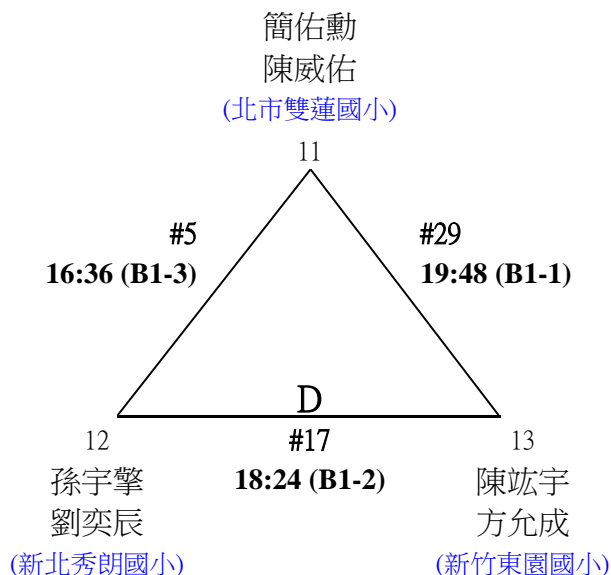 簡佑勳
陳威佑
(北市雙蓮國小)
11
#5
#29
16:36 (B1-3)
19:48 (B1-1)
D
12
#17
13
孫宇擎
18:24 (B1-2)
陳竑宇
劉奕辰
方允成
(新北秀朗國小)
(新竹東園國小)